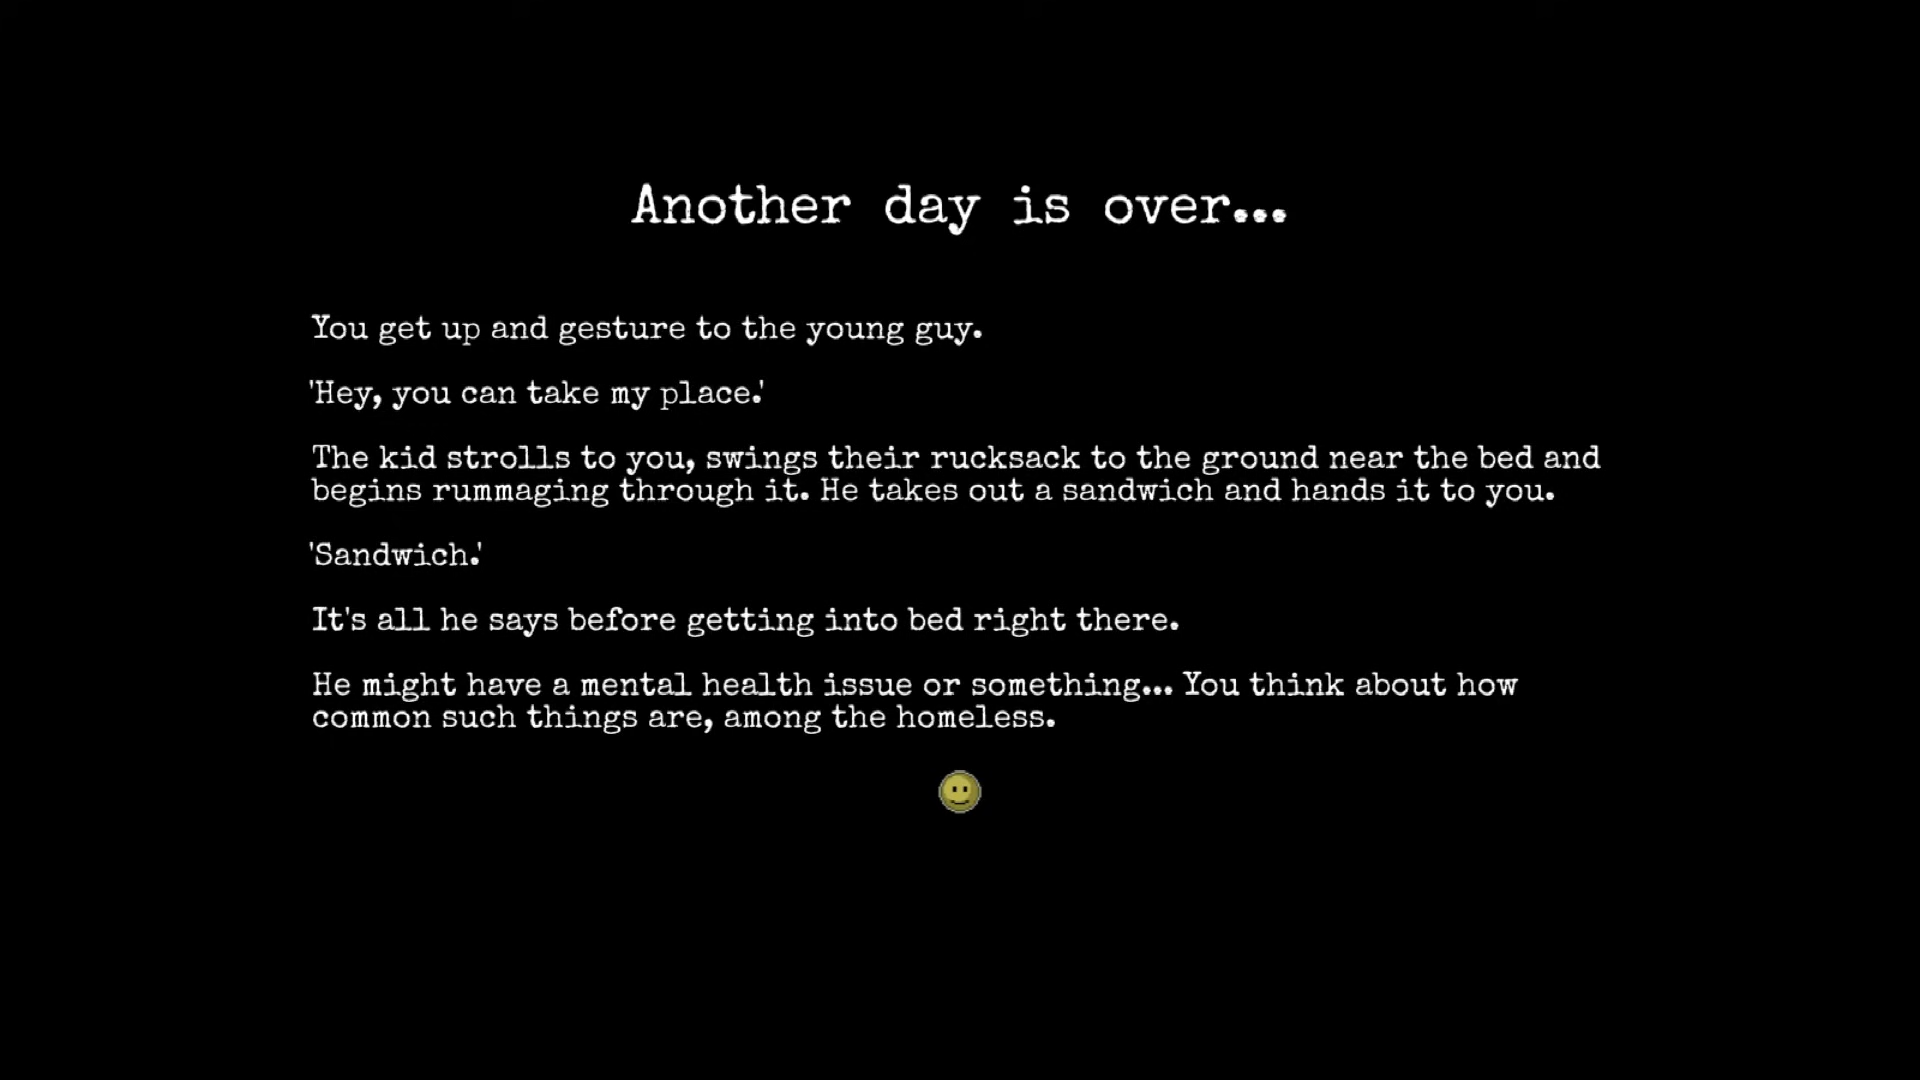 Another day is over...
You get up and gesture to the young guy.
'Hey, you can take my place.'
The kid strolls to you, swings their rucksack to the ground near the bed and
begins rummaging through it. He takes out a sandwich and hands it to you.
'Sandwich.'
It's all he says before getting into bed right there.
He might have a mental health issue or something... You think about how
common such things are, among the homeless.